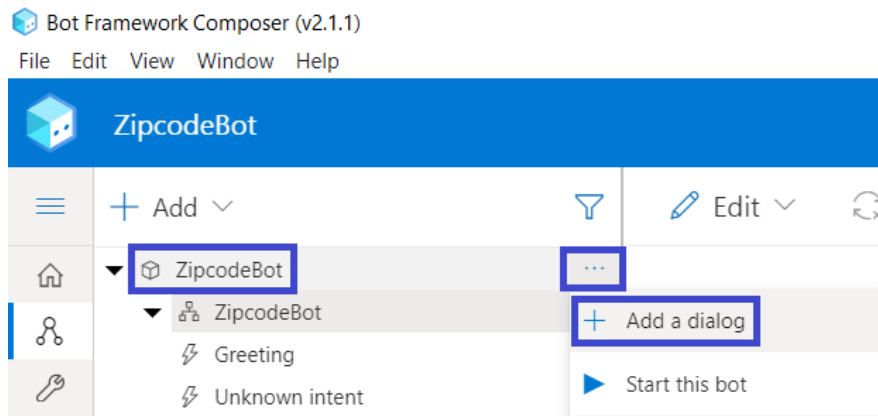 Bot Framework Composer (v2.1.1)
File Edit View Window Help
ZipcodeBot
Add Edit
ZipcodeBot ...
ZipcodeBot
Add a dialog
Greeting
Start this bot
Unknown intent